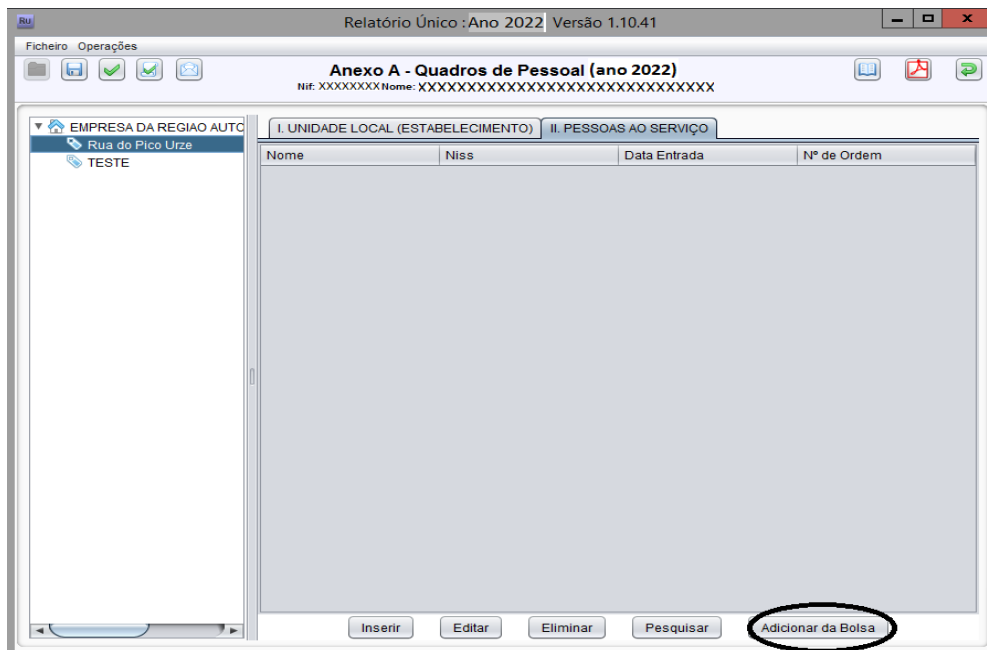 Ru Relatório Único : Ano 2022 Versão 1.10.41
Ficheiro Operações
Anexo A - Quadros de Pessoal (ano 2022)
Nif: XXXXXXXX Nome: XXXXXXXXXXXXXXXXXXXXXXXXXXXXXX
EMPRESA DA REGIAO AUTO
Rua do Pico Urze
TESTE
I. UNIDADE LOCAL (ESTABELECIMENTO) II. PESSOAS AO SERVIÇO
Nome Niss Data Entrada Nº de Ordem
Inserir Editar Eliminar Pesquisar Adicionar da Bolsa